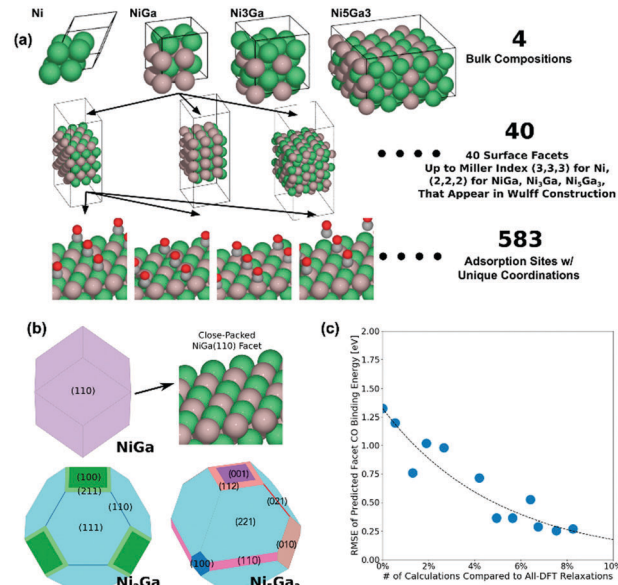 Ni NiGa Ni3Ga Ni5Ga3
(a)
4
Bulk Compositions
40
40 Surface Facets
Up to Miller Index (3,3,3) for Ni,
(2,2,2) for NiGa, Ni₃Ga, Ni₅Ga₃,
That Appear in Wulff Construction
583
Adsorption Sites w/
Unique Coordinations
(b)
(110)
NiGa
Close-Packed
NiGa(110) Facet
(100)
(211)
(110)
(111)
(001)
(112)
(021)
(221)
(010)
(100)
(110)
(c)
RMSE of Predicted Facet CO Binding Energy [eV]
2.00
1.75
1.50
1.25
1.00
0.75
0.50
0.25
0.00
0 2% 4% 6% 8% 10%
# of Calculations Compared to All-DFT Relaxations